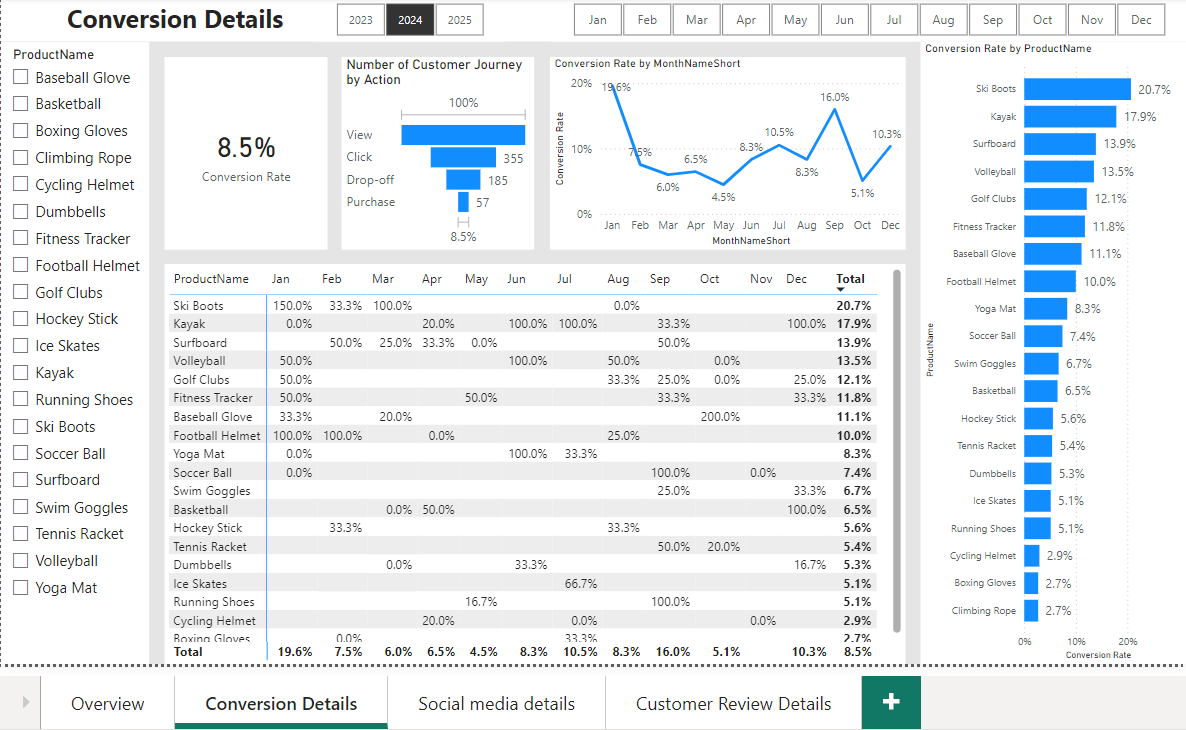 Conversion Details
2023 2024 2025
Jan Feb Mar Apr May Jun Jul Aug Sep Oct Nov Dec
ProductName
Baseball Glove
Basketball
Boxing Gloves
Climbing Rope
Cycling Helmet
Dumbbells
Fitness Tracker
Football Helmet
Golf Clubs
Hockey Stick
Ice Skates
Kayak
Running Shoes
Ski Boots
Soccer Ball
Surfboard
Swim Goggles
Tennis Racket
Volleyball
Yoga Mat
8.5%
Conversion Rate
Number of Customer Journey
by Action
100%
View
Click 355
Drop-off 185
Purchase 57
8.5%
Conversion Rate by MonthNameShort
Conversion Rate
20%
10%
0%
19.6% 7.5% 6.0% 6.5% 4.5% 8.3% 10.5% 8.3% 16.0% 5.1% 10.3%
Jan Feb Mar Apr May Jun Jul Aug Sep Oct Dec
MonthNameShort
ProductName Jan Feb Mar Apr May Jun Jul Aug Sep Oct Nov Dec Total
Ski Boots 150.0% 33.3% 100.0% 0.0% 20.7%
Kayak 0.0% 20.0% 100.0% 100.0% 33.3% 100.0% 17.9%
Surfboard 50.0% 25.0% 33.3% 0.0% 50.0% 13.9%
Volleyball 50.0% 100.0% 50.0% 0.0% 13.5%
Golf Clubs 50.0% 33.3% 25.0% 0.0% 25.0% 12.1%
Fitness Tracker 50.0% 50.0% 33.3% 33.3% 11.8%
Baseball Glove 33.3% 20.0% 200.0% 11.1%
Football Helmet 100.0% 100.0% 0.0% 25.0% 10.0%
Yoga Mat 0.0% 100.0% 33.3% 8.3%
Soccer Ball 0.0% 100.0% 0.0% 7.4%
Swim Goggles 25.0% 33.3% 6.7%
Basketball 0.0% 50.0% 100.0% 6.5%
Hockey Stick 33.3% 33.3% 5.6%
Tennis Racket 50.0% 20.0% 5.4%
Dumbbells 0.0% 33.3% 16.7% 5.3%
Ice Skates 66.7% 5.1%
Running Shoes 16.7% 100.0% 5.1%
Cycling Helmet 20.0% 0.0% 0.0% 2.9%
Boxing Gloves 0.0% 33.3% 2.7%
Total 19.6% 7.5% 6.0% 6.5% 4.5% 8.3% 10.5% 8.3% 16.0% 5.1% 10.3% 8.5%
Conversion Rate by ProductName
ProductName
Ski Boots 20.7%
Kayak 17.9%
Surfboard 13.9%
Volleyball 13.5%
Golf Clubs 12.1%
Fitness Tracker 11.8%
Baseball Glove 11.1%
Football Helmet 10.0%
Yoga Mat 8.3%
Soccer Ball 7.4%
Swim Goggles 6.7%
Basketball 6.5%
Hockey Stick 5.6%
Tennis Racket 5.4%
Dumbbells 5.3%
Ice Skates 5.1%
Running Shoes 5.1%
Cycling Helmet 2.9%
Boxing Gloves 2.7%
Climbing Rope 2.7%
0% 10% 20%
Conversion Rate
Overview Conversion Details Social media details Customer Review Details +